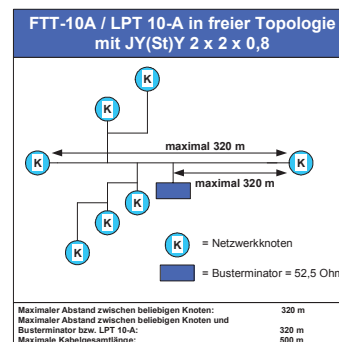 FTT-10A / LPT 10-A in freier Topologie
mit JY(St)Y 2 x 2 x 0,8
K
K
maximal 320 m
K
K
maximal 320 m
K
K
K
K = Netzwerkknoten
= Busterminator = 52,5 Ohm
Maximaler Abstand zwischen beliebigen Knoten: 320 m
Maximaler Abstand zwischen beliebigen Knoten und
Busterminator bzw. LPT 10-A: 320 m
Maximale Kabelgesamtlänge: 500 m